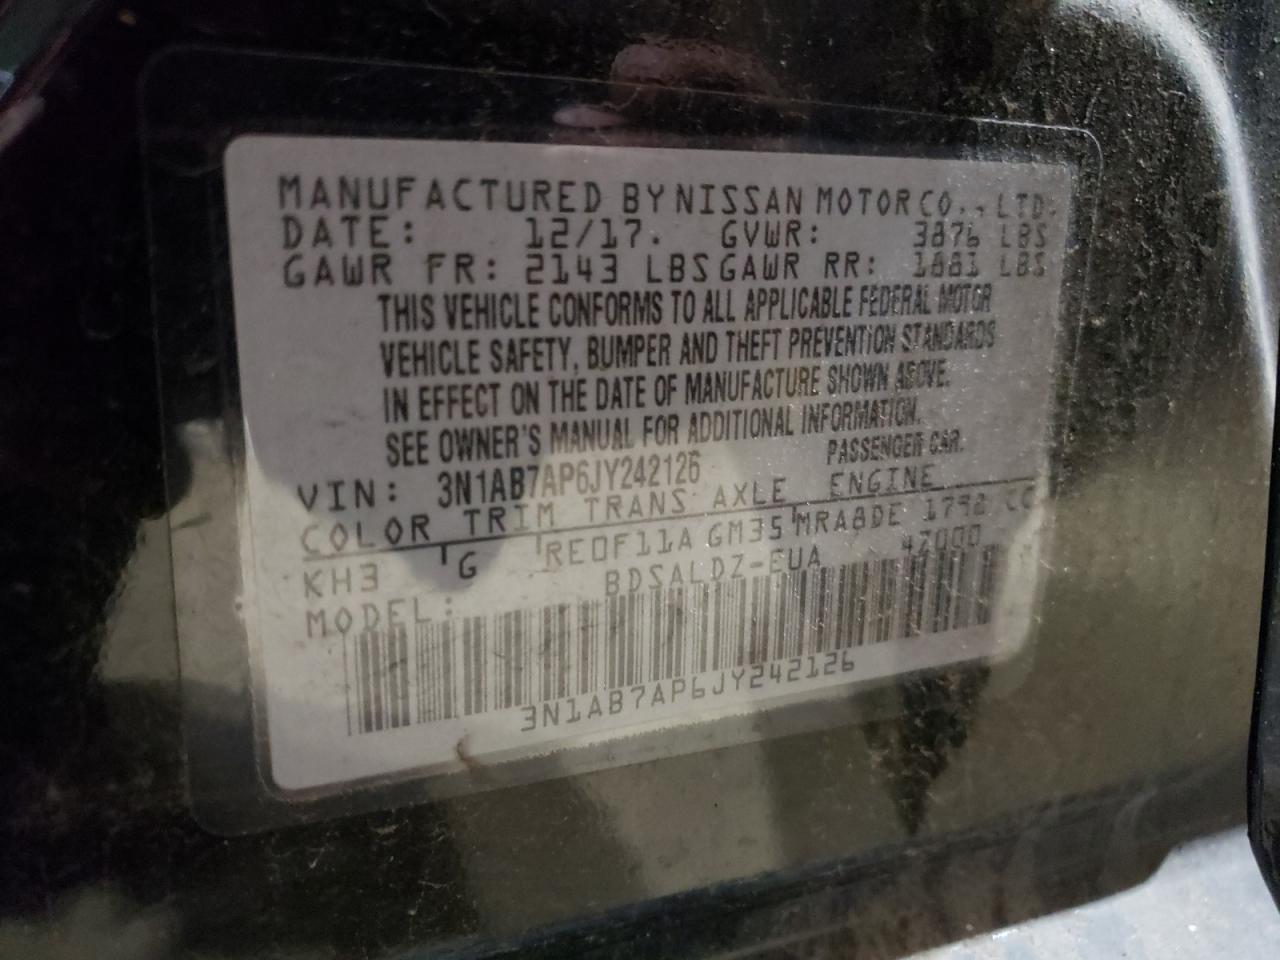 MANUFACTURED BY NISSAN MOTOR CO., LTD.
DATE: 12/17. GVWR: 3876 LBS
GAWR FR: 2143 LBS GAWR RR: 1881 LBS
THIS VEHICLE CONFORMS TO ALL APPLICABLE FEDERAL MOTOR
VEHICLE SAFETY, BUMPER AND THEFT PREVENTION STANDARDS
IN EFFECT ON THE DATE OF MANUFACTURE SHOWN ABOVE.
SEE OWNER'S MANUAL FOR ADDITIONAL INFORMATION.
VIN: 3N1AB7AP6JY242126 PASSENGER CAR.
COLOR TRIM TRANS AXLE ENGINE
KH3 G RE0F11A GM35 MRA8DE 1798 CC
MODEL: BDSALDZ-EUA
3N1AB7AP6JY242126